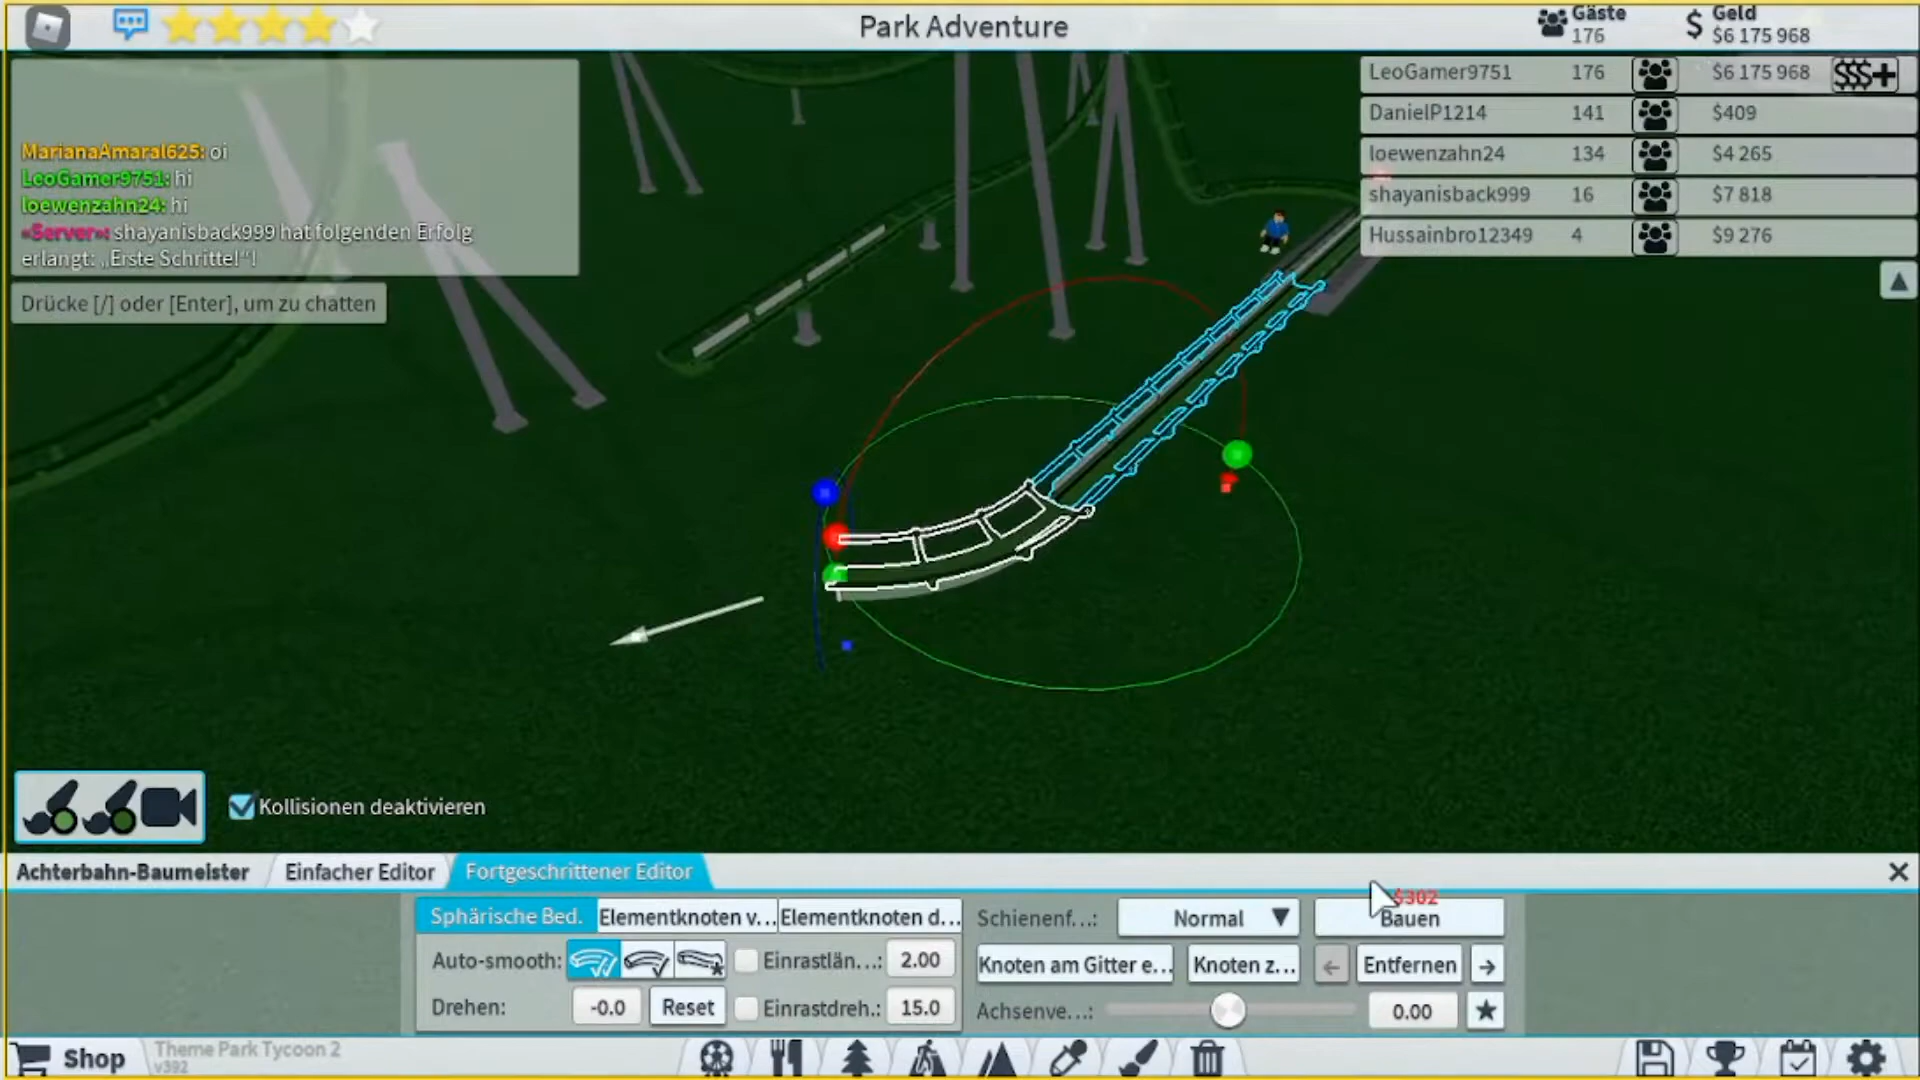 Park Adventure
Gäste
176
$
Geld
$6 175 968
LeoGamer9751 176 $6 175 968 $$$+
DanielP1214 141 $409
loewenzahn24 134 $4 265
shayanisback999 16 $7 818
Hussainbro12349 4 $9 276
MarianaAmaral625: oi
LeoGamer9751: hi
loewenzahn24: hi
«Server»: shayanisback999 hat folgenden Erfolg
erlangt: „Erste Schritte!“!
Drücke [/] oder [Enter], um zu chatten
Kollisionen deaktivieren
Achterbahn-Baumeister Einfacher Editor Fortgeschrittener Editor
$302
Sphärische Bed. Elementknoten v... Elementknoten d... Schienenf...: Normal Bauen
Auto-smooth: Einrastlän...: 2.00 Knoten am Gitter e... Knoten z... Entfernen
Drehen: -0.0 Reset Einrastdreh.: 15.0 Achsenve...: 0.00
Shop
Theme Park Tycoon 2
v392